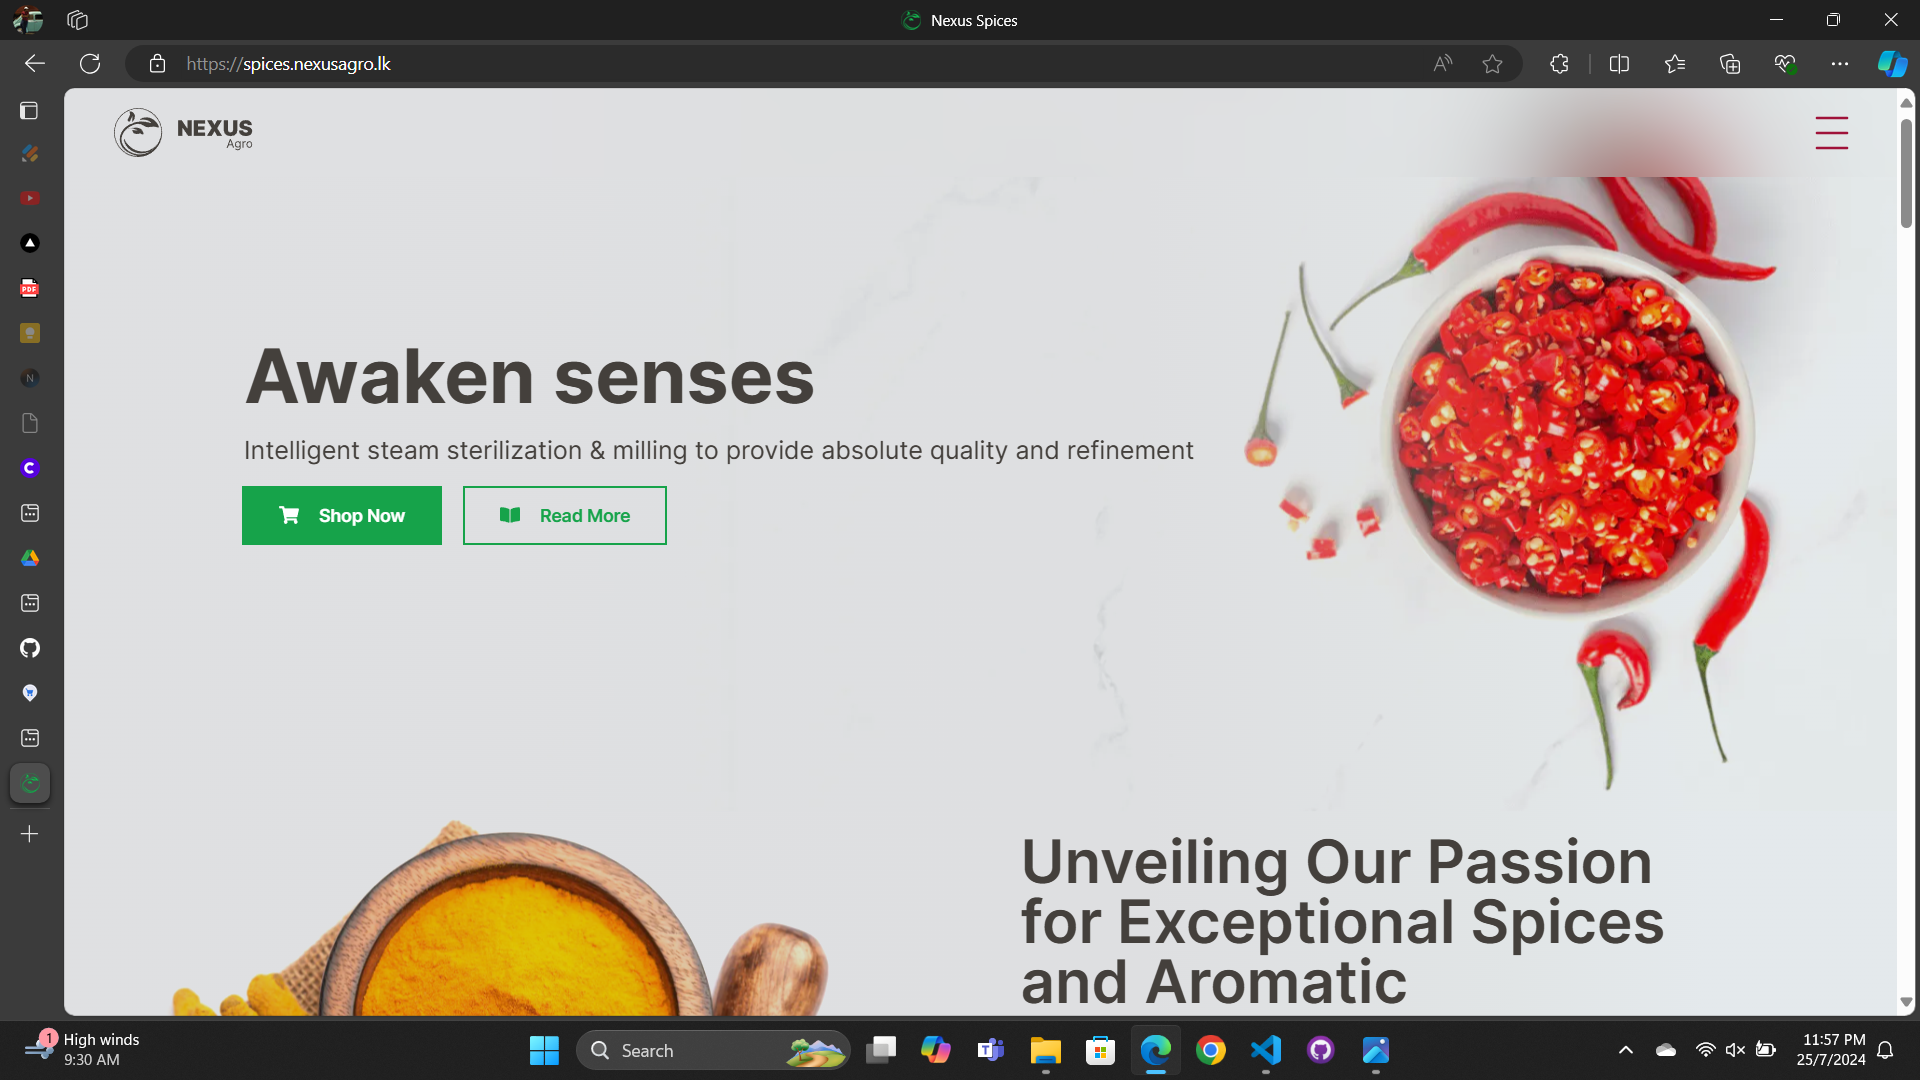 Nexus Spices
https://spices.nexusagro.lk
NEXUS
Agro
Awaken senses
Intelligent steam sterilization & milling to provide absolute quality and refinement
Shop Now
Read More
Unveiling Our Passion
for Exceptional Spices
and Aromatic
PDF
N
C
1
High winds
9:30 AM
Search
11:57 PM
25/7/2024